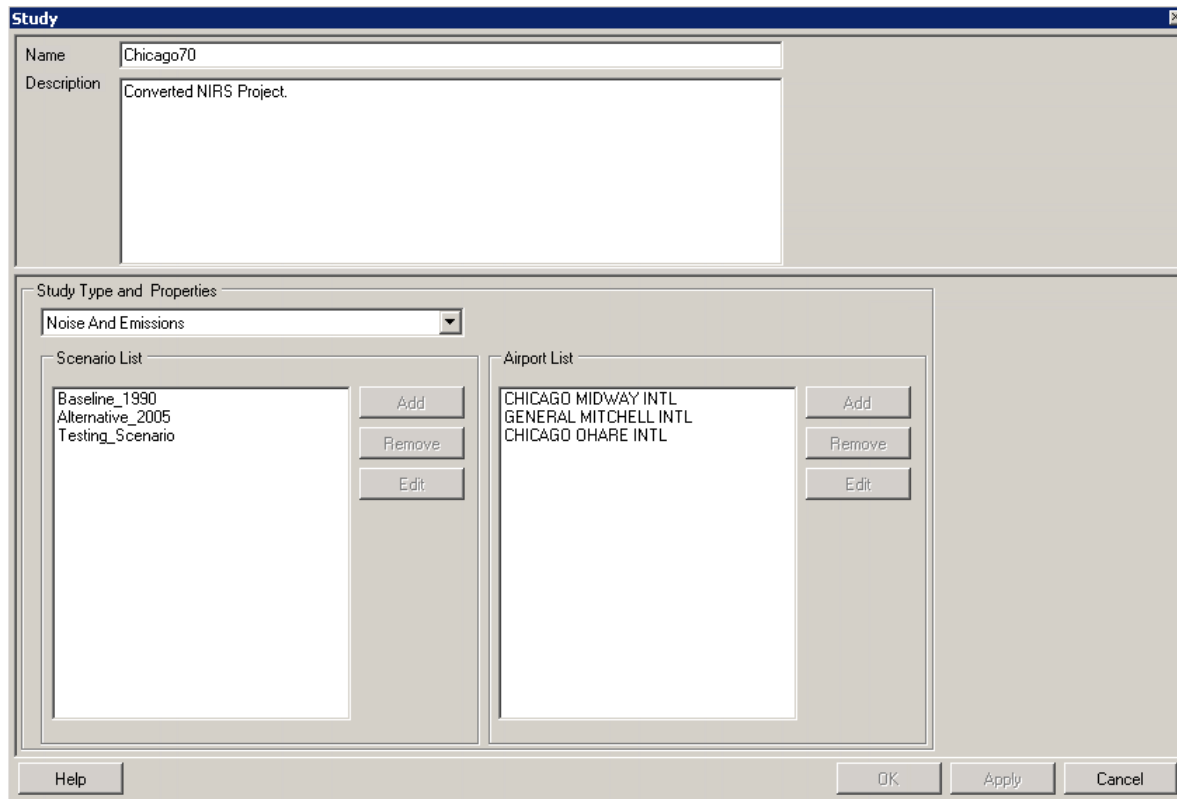 Study
Name
Chicago70
Description
Converted NIRS Project.
Study Type and Properties
Noise And Emissions
Scenario List
Baseline_1990
Alternative_2005
Testing_Scenario
Add
Remove
Edit
Airport List
CHICAGO MIDWAY INTL
GENERAL MITCHELL INTL
CHICAGO OHARE INTL
Add
Remove
Edit
Help
OK
Apply
Cancel